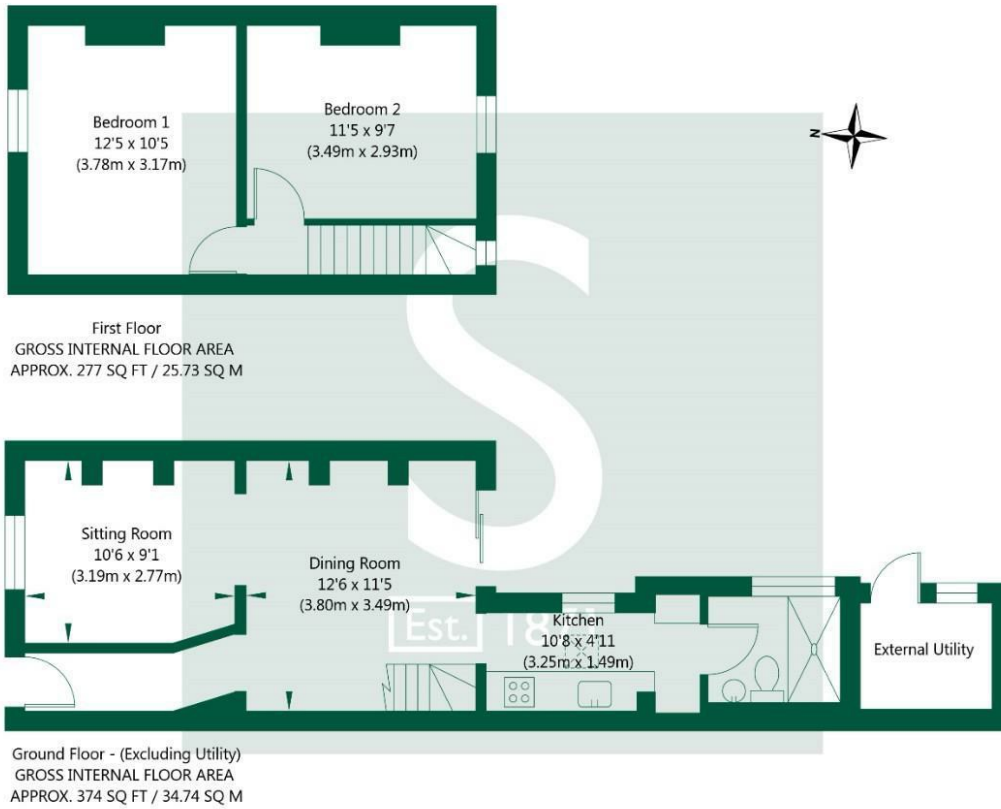 Bedroom 1
12'5 x 10'5
(3.78m x 3.17m)
Bedroom 2
11'5 x 9'7
(3.49m x 2.93m)
N
First Floor
GROSS INTERNAL FLOOR AREA
APPROX. 277 SQ FT / 25.73 SQ M
S
Sitting Room
10'6 x 9'1
(3.19m x 2.77m)
Dining Room
12'6 x 11'5
(3.80m x 3.49m)
Est.
Kitchen
10'8 x 4'11
(3.25m x 1.49m)
External Utility
Ground Floor - (Excluding Utility)
GROSS INTERNAL FLOOR AREA
APPROX. 374 SQ FT / 34.74 SQ M